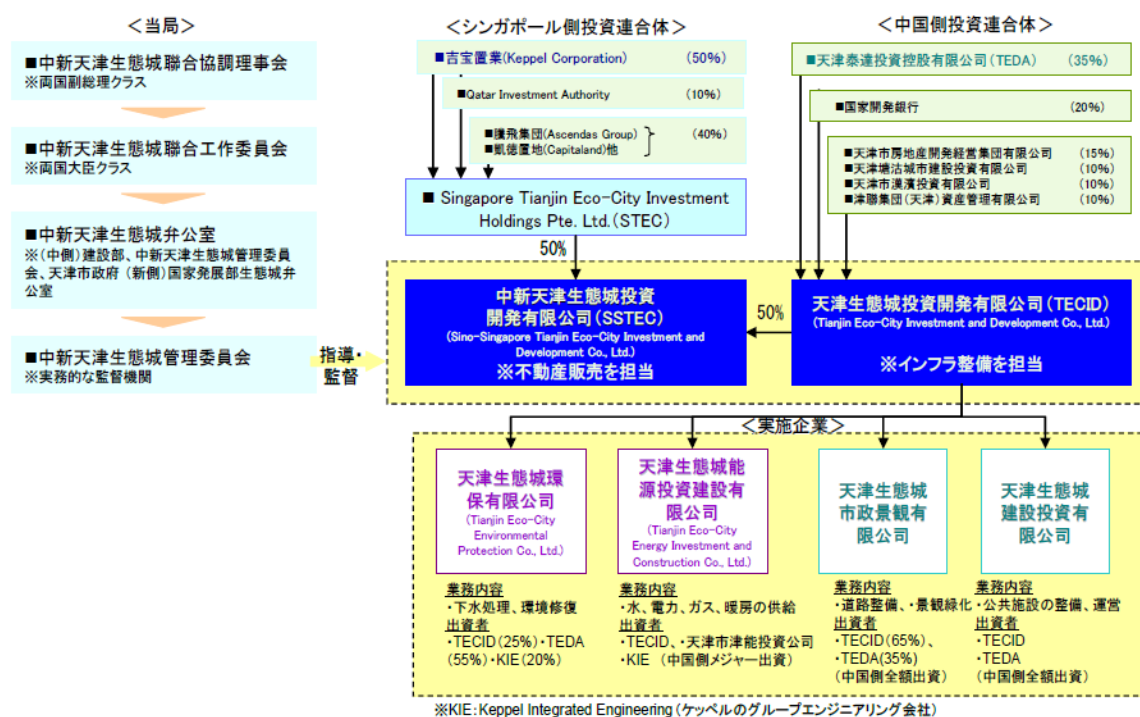 ＜当局＞
■中新天津生態城聯合協調理事会
※両国副総理クラス
■中新天津生態城聯合工作委員会
※両国大臣クラス
■中新天津生態城弁公室
※(中側)建設部、中新天津生態城管理委員
会、天津市政府 (新側)国家発展部生態城弁
公室
■中新天津生態城管理委員会
※実務的な監督機関
指導・
監督
＜シンガポール側投資連合体＞
■吉宝置業(Keppel Corporation) (50%)
■Qatar Investment Authority (10%)
■騰飛集団(Ascendas Group)
■凱徳置地(Capitaland)他
(40%)
■ Singapore Tianjin Eco-City Investment
Holdings Pte. Ltd.(STEC)
50%
＜中国側投資連合体＞
■天津泰達投資控股有限公司(TEDA) (35%)
■国家開発銀行 (20%)
■天津市房地産開発経営集団有限公司 (15%)
■天津塘沽城市建設投資有限公司 (10%)
■天津市漢濱投資有限公司 (10%)
■津聯集団(天津)資産管理有限公司 (10%)
中新天津生態城投資
開発有限公司(SSTEC)
(Sino-Singapore Tianjin Eco-City Investment and
Development Co., Ltd.)
※不動産販売を担当
50%
天津生態城投資開発有限公司(TECID)
(Tianjin Eco-City Investment and Development Co., Ltd.)
※インフラ整備を担当
＜実施企業＞
天津生態城環
保有限公司
(Tianjin Eco-City
Environmental
Protection Co., Ltd.)
業務内容
・下水処理、環境修復
出資者
・TECID(25%)・TEDA
(55%)・KIE(20%)
天津生態城能
源投資建設有
限公司
(Tianjin Eco-City
Energy Investment and
Construction Co., Ltd.)
業務内容
・水、電力、ガス、暖房の供給
出資者
・TECID、・天津市津能投資公司
・KIE (中国側メジャー出資)
天津生態城
市政景観有
限公司
業務内容
・道路整備、・景観緑化
出資者
・TECID(65%)、
・TEDA(35%)
(中国側全額出資)
天津生態城
建設投資有
限公司
業務内容
・公共施設の整備、運営
出資者
・TECID
・TEDA
(中国側全額出資)
※KIE:Keppel Integrated Engineering(ケッペルのグループエンジニアリング会社)